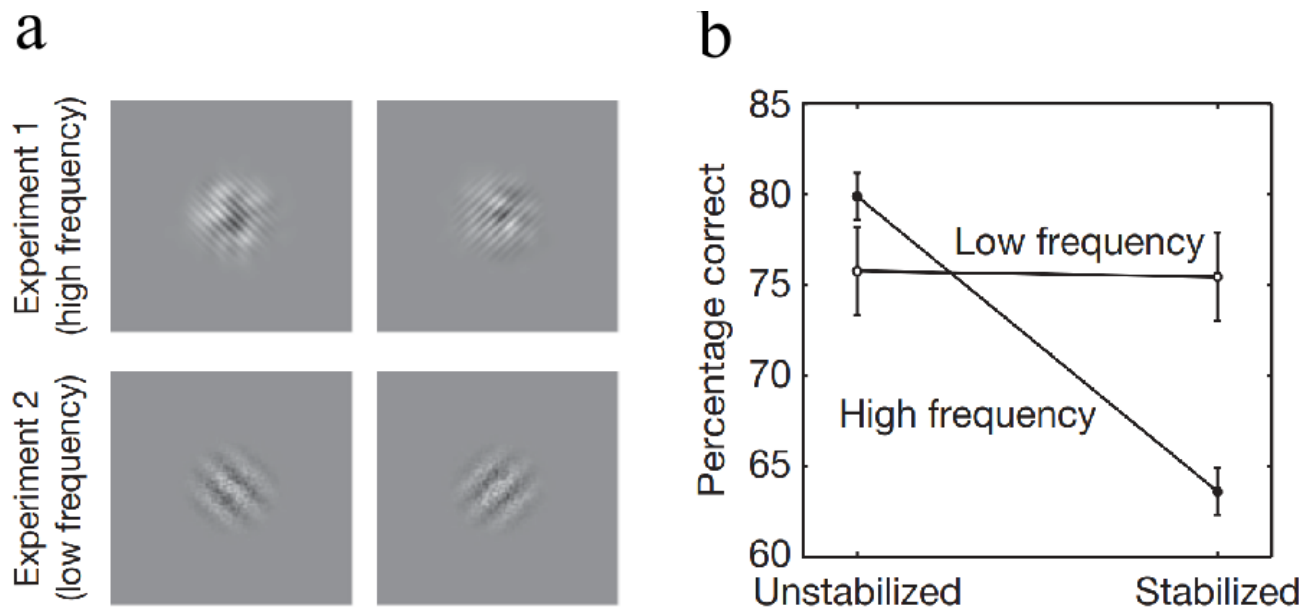 a
Experiment 1
(high frequency)
Experiment 2
(low frequency)
b
Percentage correct
85
80
75
70
65
60
Low frequency
High frequency
Unstabilized
Stabilized